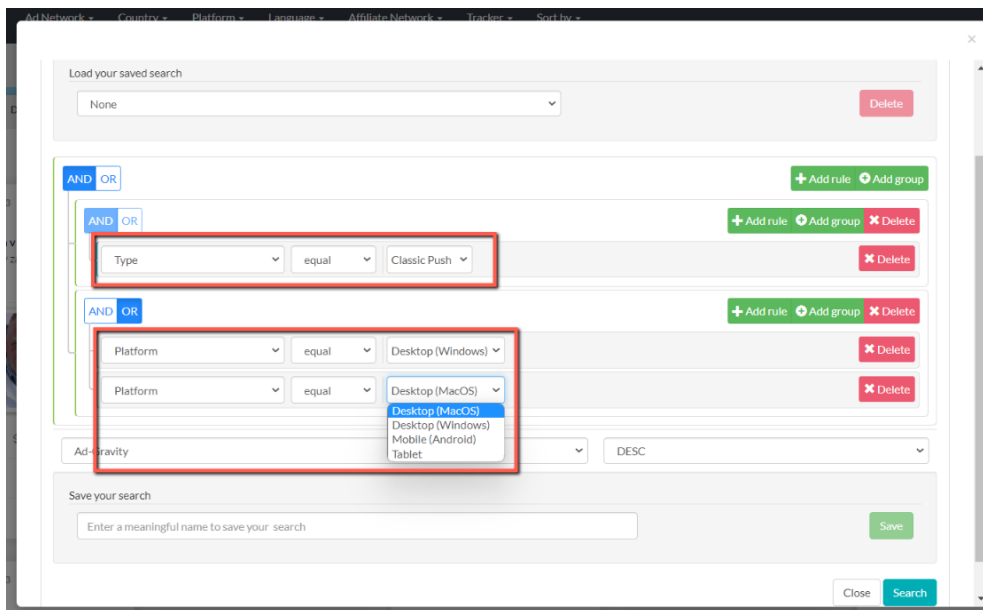 Ad Network Country Platform Language Affiliate Network Tracker Sort by
×
Load your saved search
None Delete
AND OR Add rule Add group
AND OR Add rule Add group Delete
Type equal Classic Push Delete
AND OR Add rule Add group Delete
Platform equal Desktop (Windows) Delete
Platform equal Desktop (MacOS) Delete
Desktop (MacOS)
Desktop (Windows)
Mobile (Android)
Tablet
Ad-Gravity DESC
Save your search
Enter a meaningful name to save your search Save
Close Search